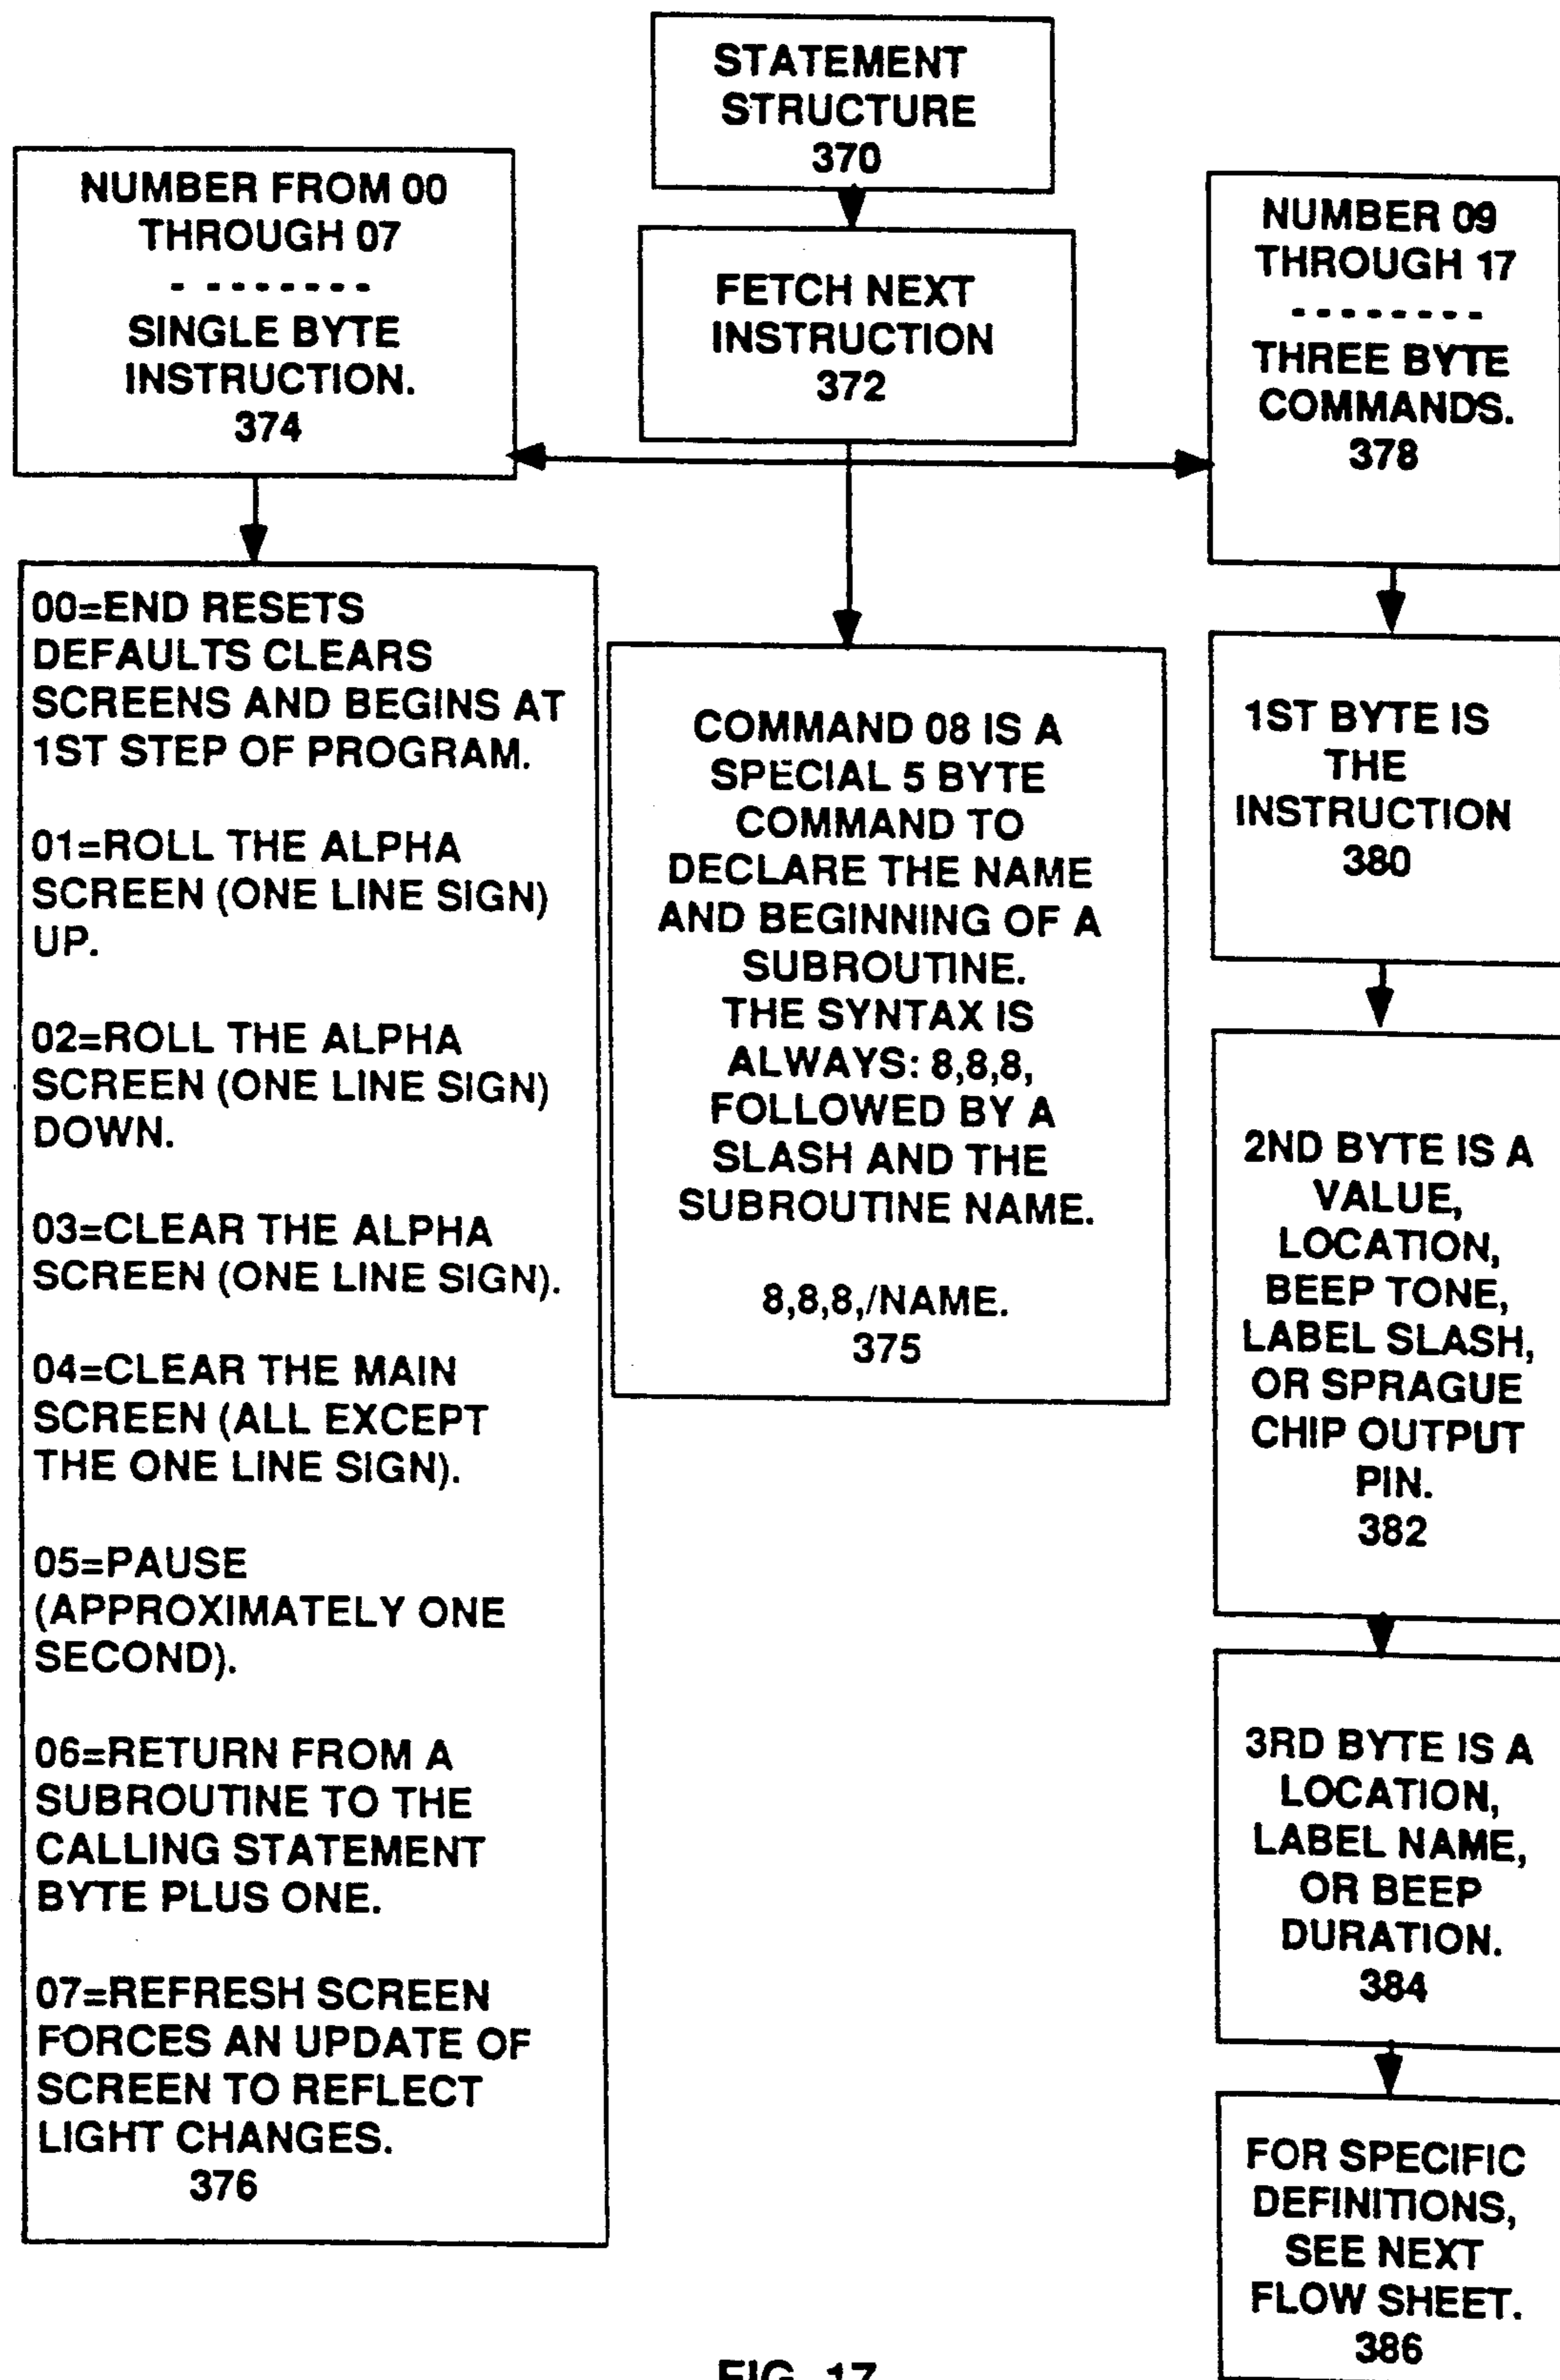 STATEMENT
STRUCTURE
370
NUMBER FROM 00
THROUGH 07
- - - - - - - -
SINGLE BYTE
INSTRUCTION.
374
FETCH NEXT
INSTRUCTION
372
NUMBER 09
THROUGH 17
- - - - - - - -
THREE BYTE
COMMANDS.
378
00=END RESETS
DEFAULTS CLEARS
SCREENS AND BEGINS AT
1ST STEP OF PROGRAM.
01=ROLL THE ALPHA
SCREEN (ONE LINE SIGN)
UP.
02=ROLL THE ALPHA
SCREEN (ONE LINE SIGN)
DOWN.
03=CLEAR THE ALPHA
SCREEN (ONE LINE SIGN).
04=CLEAR THE MAIN
SCREEN (ALL EXCEPT
THE ONE LINE SIGN).
05=PAUSE
(APPROXIMATELY ONE
SECOND).
06=RETURN FROM A
SUBROUTINE TO THE
CALLING STATEMENT
BYTE PLUS ONE.
07=REFRESH SCREEN
FORCES AN UPDATE OF
SCREEN TO REFLECT
LIGHT CHANGES.
376
COMMAND 08 IS A
SPECIAL 5 BYTE
COMMAND TO
DECLARE THE NAME
AND BEGINNING OF A
SUBROUTINE.
THE SYNTAX IS
ALWAYS: 8,8,8,
FOLLOWED BY A
SLASH AND THE
SUBROUTINE NAME.
8,8,8,/NAME.
375
1ST BYTE IS
THE
INSTRUCTION
380
2ND BYTE IS A
VALUE,
LOCATION,
BEEP TONE,
LABEL SLASH,
OR SPRAGUE
CHIP OUTPUT
PIN.
382
3RD BYTE IS A
LOCATION,
LABEL NAME,
OR BEEP
DURATION.
384
FOR SPECIFIC
DEFINITIONS,
SEE NEXT
FLOW SHEET.
386
FIG. 17